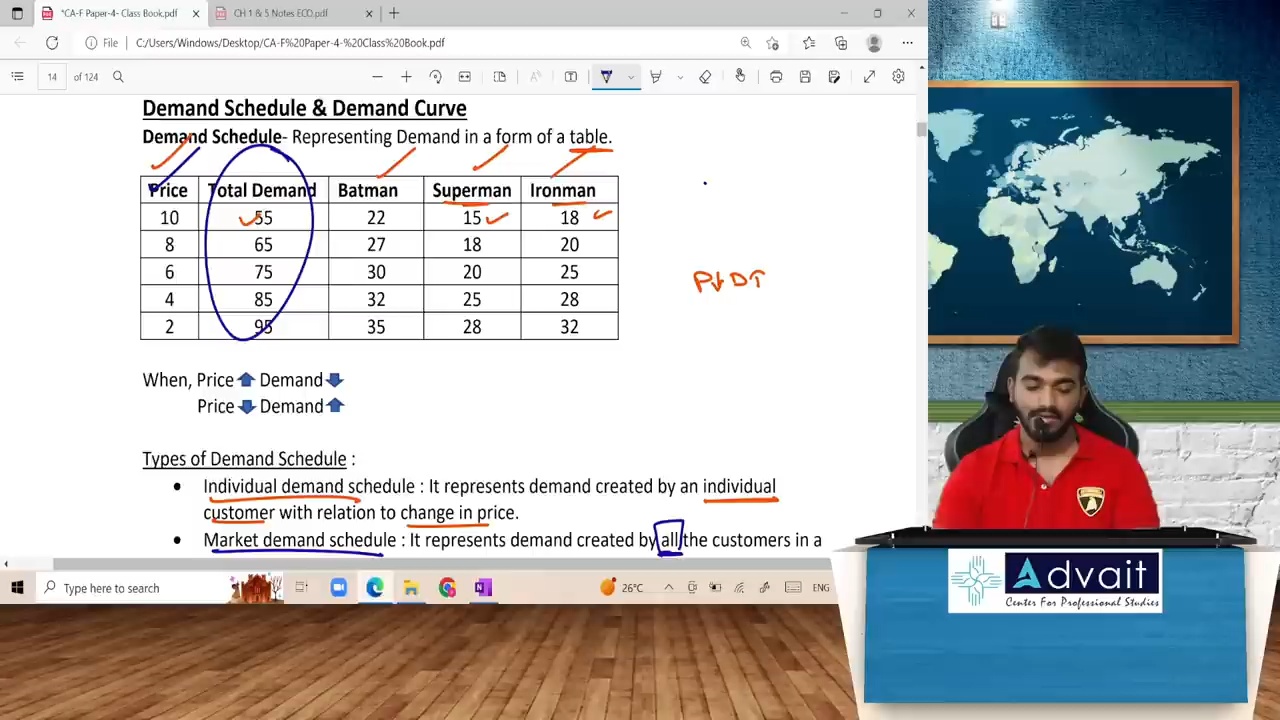 *CA-F Paper-4- Class Book.pdf
CH 1 & 5 Notes ECO.pdf
File
C:/Users/Windows/Desktop/CA-F%20Paper-4-%20Class%20Book.pdf
14 of 124
Demand Schedule & Demand Curve
Demand Schedule- Representing Demand in a form of a table.
Price Total Demand Batman Superman Ironman
10 55 22 15 18
8 65 27 18 20
6 75 30 20 25
4 85 32 25 28
2 95 35 28 32
P↓ D↑
When, Price Demand
Price Demand
Types of Demand Schedule :
• Individual demand schedule : It represents demand created by an individual
customer with relation to change in price.
• Market demand schedule : It represents demand created by all the customers in a
Type here to search
26°C
ENG
Advait
Center For Professional Studies